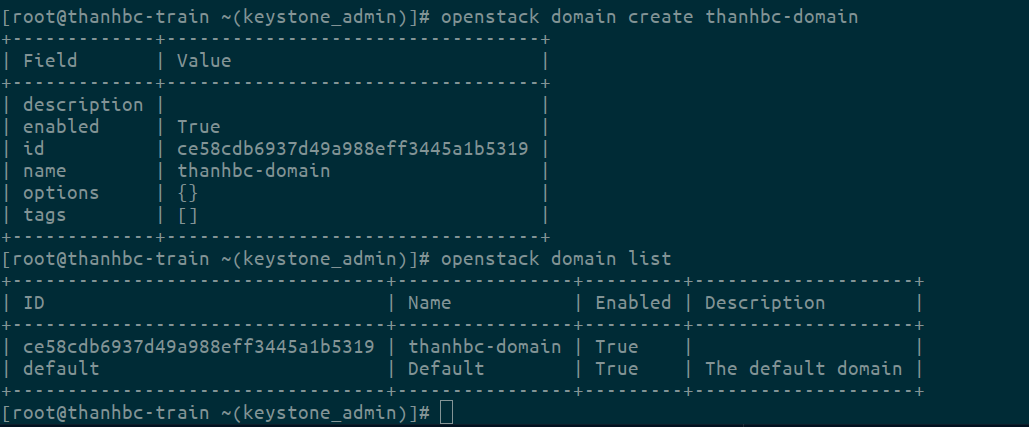 [root@thanhbc-train ~(keystone_admin)]# openstack domain create thanhbc-domain
+-------------+----------------------------------+
| Field       | Value                            |
+-------------+----------------------------------+
| description |                                  |
| enabled     | True                             |
| id          | ce58cdb6937d49a988eff3445a1b5319 |
| name        | thanhbc-domain                   |
| options     | {}                               |
| tags        | []                               |
+-------------+----------------------------------+
[root@thanhbc-train ~(keystone_admin)]# openstack domain list
+----------------------------------+----------------+---------+--------------------+
| ID                               | Name           | Enabled | Description        |
+----------------------------------+----------------+---------+--------------------+
| ce58cdb6937d49a988eff3445a1b5319 | thanhbc-domain | True    |                    |
| default                          | Default        | True    | The default domain |
+----------------------------------+----------------+---------+--------------------+
[root@thanhbc-train ~(keystone_admin)]#